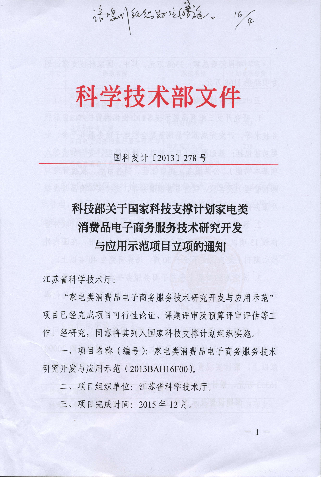 科学技术部文件
国科发计〔2013〕278号
科技部关于国家科技支撑计划家电类
消费品电子商务服务技术研究开发
与应用示范项目立项的通知
江苏省科学技术厅：
“家电类消费品电子商务服务技术研究开发与应用示范”
项目已经完成项目可行性论证、课题评审及预算评审评估等工
作。经研究，同意将其列入国家科技支撑计划组织实施。
一、项目名称（编号）：家电类消费品电子商务服务技术
研究开发与应用示范（2013BAH16F00）。
二、项目组织单位：江苏省科学技术厅。
三、项目完成时间：2015年12月。
— 1 —